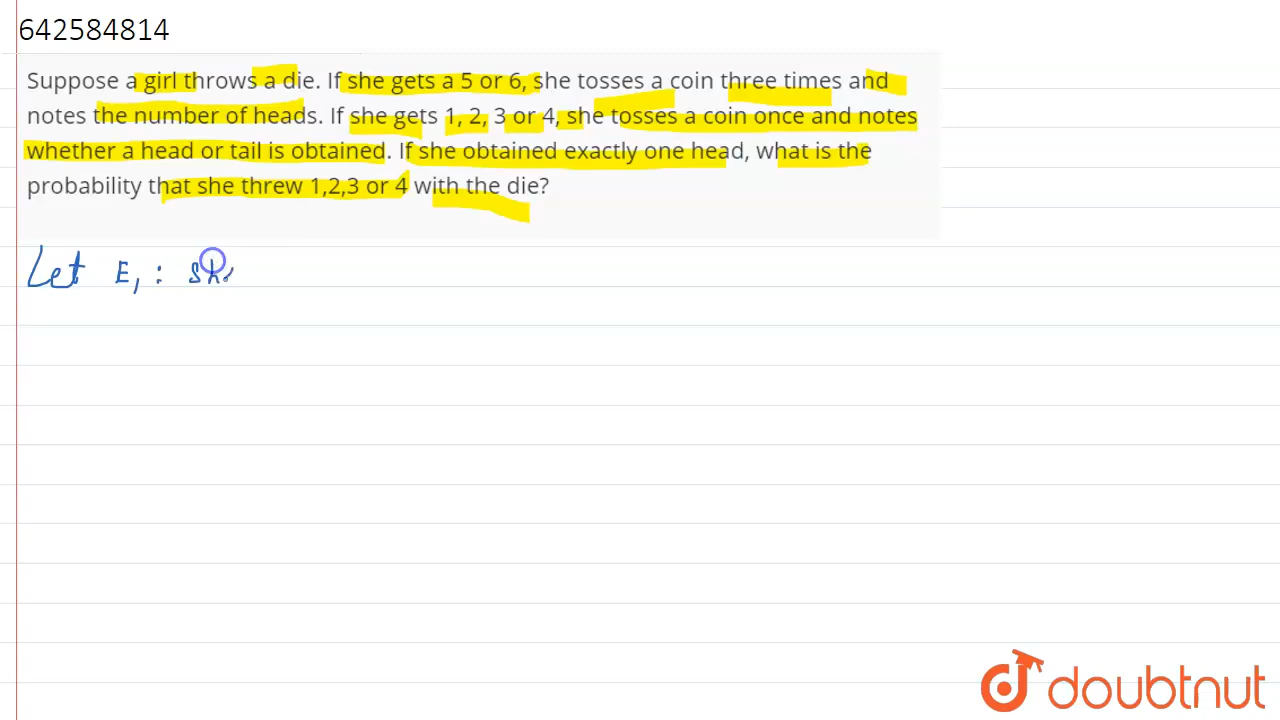 642584814
Suppose a girl throws a die. If she gets a 5 or 6, she tosses a coin three times and
notes the number of heads. If she gets 1, 2, 3 or 4, she tosses a coin once and notes
whether a head or tail is obtained. If she obtained exactly one head, what is the
probability that she threw 1,2,3 or 4 with the die?
Let E₁ : she
doubtnut